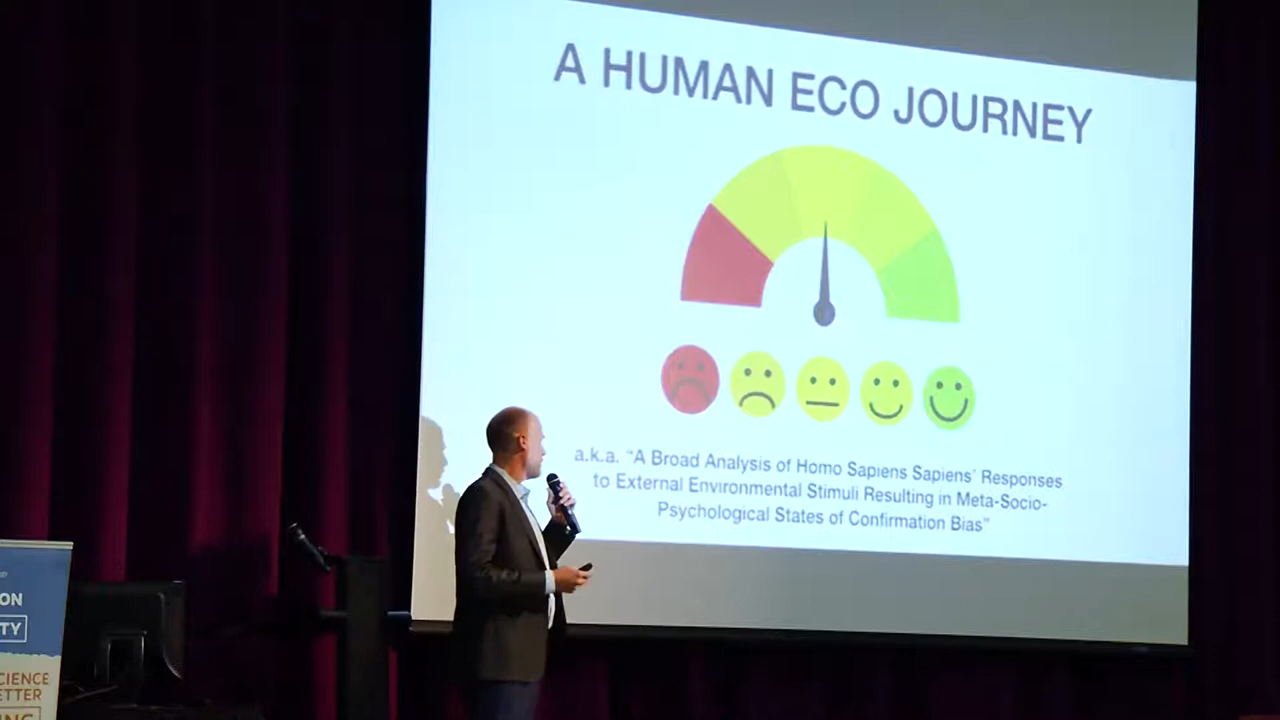 A HUMAN ECO JOURNEY
a.k.a. “A Broad Analysis of Homo Sapiens Sapiens’ Responses
to External Environmental Stimuli Resulting in Meta-Socio-
Psychological States of Confirmation Bias”
ON
TY
CIENCE
ETTER
ING